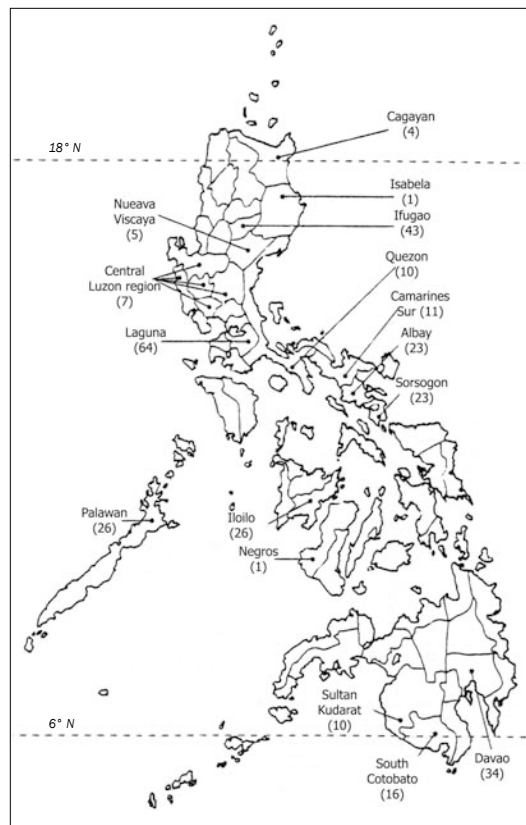 Cagayan
(4)
18° N
Isabela
(1)
Ifugao
(43)
Nueava
Viscaya
(5)
Quezon
(10)
Central
Luzon region
(7)
Camarines
Sur (11)
Albay
(23)
Laguna
(64)
Sorsogon
(23)
Palawan
(26)
Iloilo
(26)
Negros
(1)
Sultan
Kudarat
(10)
6° N
South
Cotobato
(16)
Davao
(34)